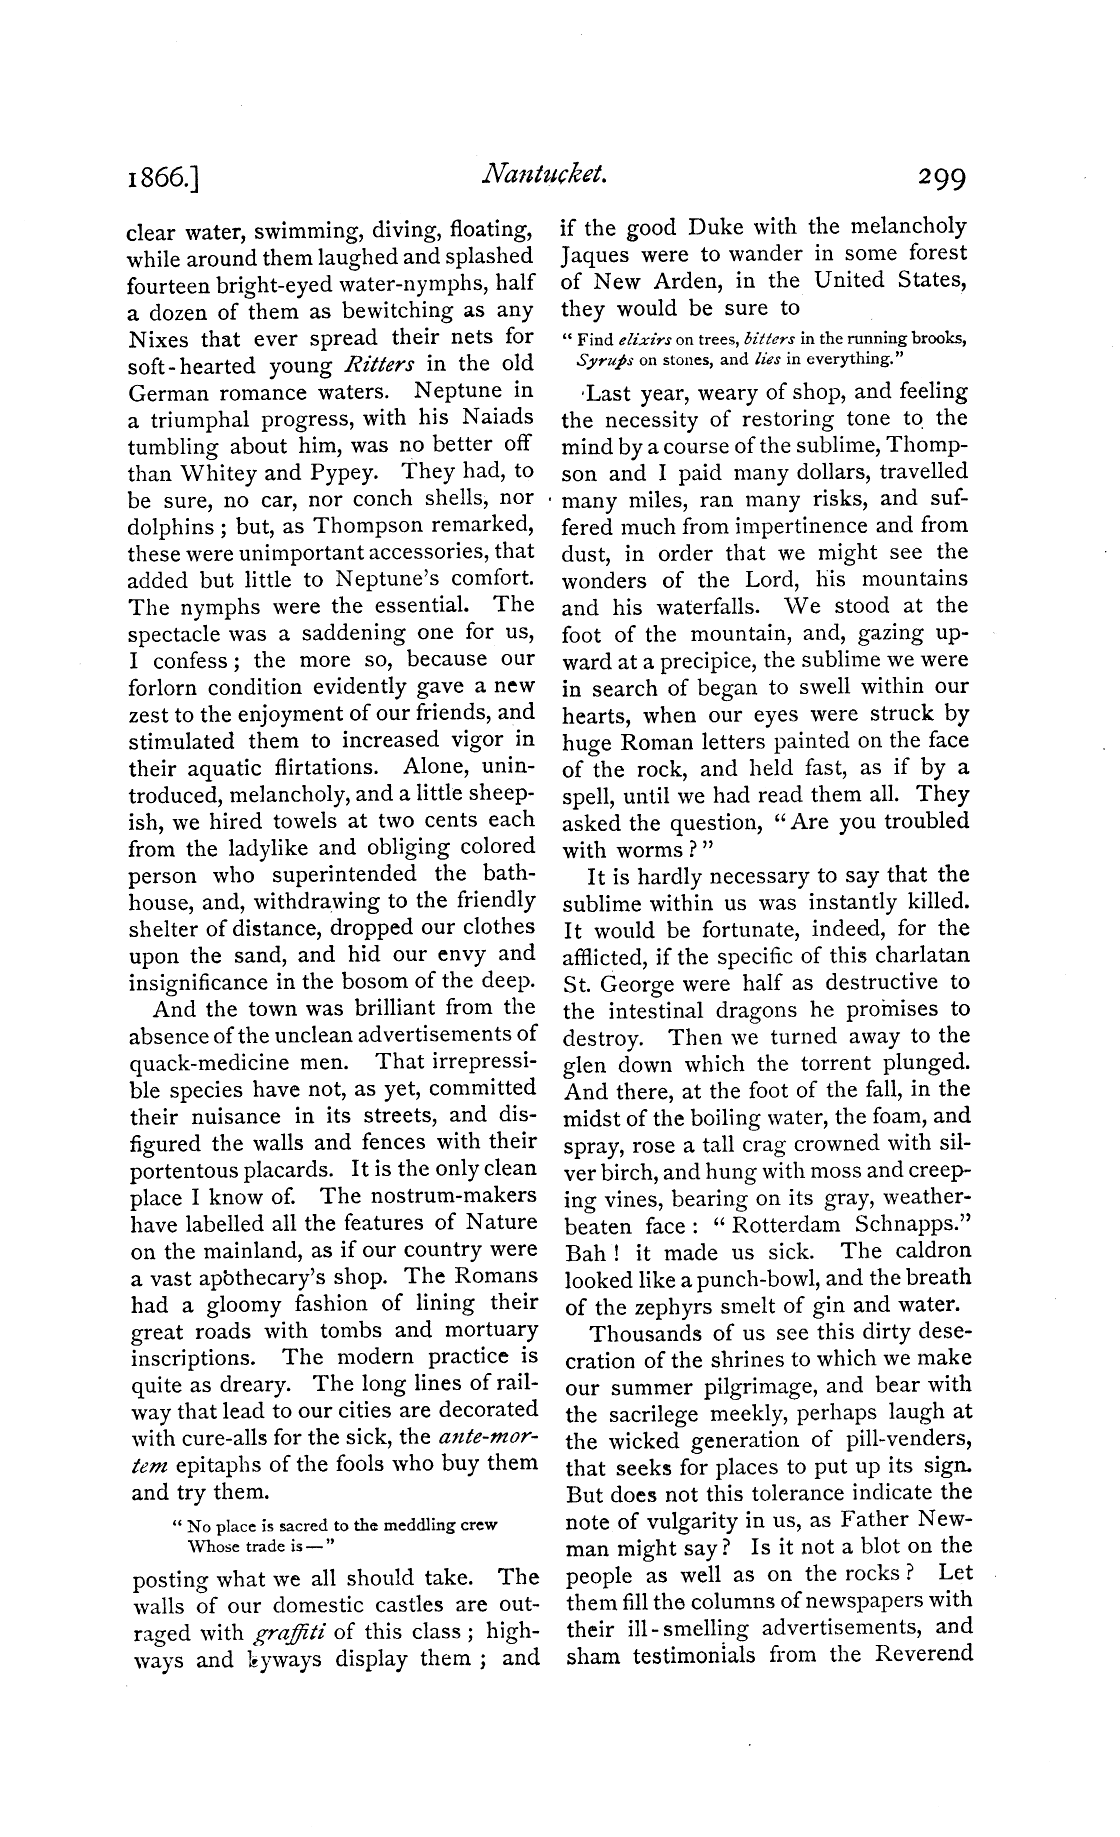 1866.] Nantucket. 299
clear water, swimming, diving, floating,
while around them laughed and splashed
fourteen bright-eyed water-nymphs, half
a dozen of them as bewitching as any
Nixes that ever spread their nets for
soft-hearted young Ritters in the old
German romance waters. Neptune in
a triumphal progress, with his Naiads
tumbling about him, was no better off
than Whitey and Pypey. They had, to
be sure, no car, nor conch shells, nor
dolphins ; but, as Thompson remarked,
these were unimportant accessories, that
added but little to Neptune's comfort.
The nymphs were the essential. The
spectacle was a saddening one for us,
I confess ; the more so, because our
forlorn condition evidently gave a new
zest to the enjoyment of our friends, and
stimulated them to increased vigor in
their aquatic flirtations. Alone, unin-
troduced, melancholy, and a little sheep-
ish, we hired towels at two cents each
from the ladylike and obliging colored
person who superintended the bath-
house, and, withdrawing to the friendly
shelter of distance, dropped our clothes
upon the sand, and hid our envy and
insignificance in the bosom of the deep.
And the town was brilliant from the
absence of the unclean advertisements of
quack-medicine men. That irrepressi-
ble species have not, as yet, committed
their nuisance in its streets, and dis-
figured the walls and fences with their
portentous placards. It is the only clean
place I know of. The nostrum-makers
have labelled all the features of Nature
on the mainland, as if our country were
a vast apothecary's shop. The Romans
had a gloomy fashion of lining their
great roads with tombs and mortuary
inscriptions. The modern practice is
quite as dreary. The long lines of rail-
way that lead to our cities are decorated
with cure-alls for the sick, the ante-mor-
tem epitaphs of the fools who buy them
and try them.
" No place is sacred to the meddling crew
Whose trade is — "
posting what we all should take. The
walls of our domestic castles are out-
raged with graffiti of this class ; high-
ways and byways display them ; and
if the good Duke with the melancholy
Jaques were to wander in some forest
of New Arden, in the United States,
they would be sure to
" Find elixirs on trees, bitters in the running brooks,
Syrups on stones, and lies in everything."
Last year, weary of shop, and feeling
the necessity of restoring tone to the
mind by a course of the sublime, Thomp-
son and I paid many dollars, travelled
many miles, ran many risks, and suf-
fered much from impertinence and from
dust, in order that we might see the
wonders of the Lord, his mountains
and his waterfalls. We stood at the
foot of the mountain, and, gazing up-
ward at a precipice, the sublime we were
in search of began to swell within our
hearts, when our eyes were struck by
huge Roman letters painted on the face
of the rock, and held fast, as if by a
spell, until we had read them all. They
asked the question, " Are you troubled
with worms ? "
It is hardly necessary to say that the
sublime within us was instantly killed.
It would be fortunate, indeed, for the
afflicted, if the specific of this charlatan
St. George were half as destructive to
the intestinal dragons he promises to
destroy. Then we turned away to the
glen down which the torrent plunged.
And there, at the foot of the fall, in the
midst of the boiling water, the foam, and
spray, rose a tall crag crowned with sil-
ver birch, and hung with moss and creep-
ing vines, bearing on its gray, weather-
beaten face : " Rotterdam Schnapps."
Bah ! it made us sick. The caldron
looked like a punch-bowl, and the breath
of the zephyrs smelt of gin and water.
Thousands of us see this dirty dese-
cration of the shrines to which we make
our summer pilgrimage, and bear with
the sacrilege meekly, perhaps laugh at
the wicked generation of pill-venders,
that seeks for places to put up its sign.
But does not this tolerance indicate the
note of vulgarity in us, as Father New-
man might say ? Is it not a blot on the
people as well as on the rocks ? Let
them fill the columns of newspapers with
their ill-smelling advertisements, and
sham testimonials from the Reverend